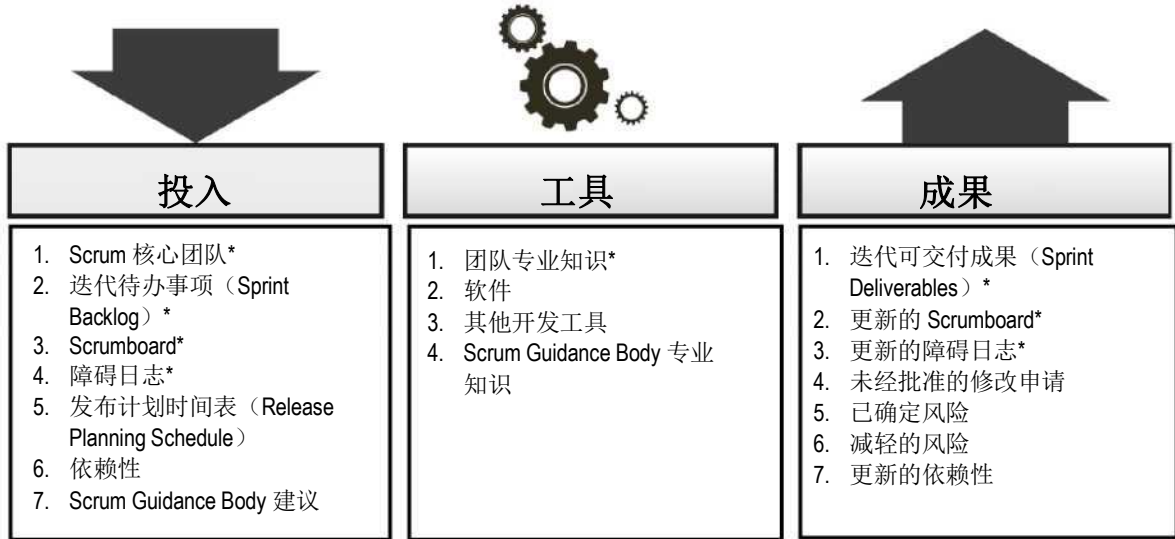 投入
1. Scrum 核心团队*
2. 迭代待办事项（Sprint
Backlog）*
3. Scrumboard*
4. 障碍日志*
5. 发布计划时间表（Release
Planning Schedule）
6. 依赖性
7. Scrum Guidance Body 建议
工具
1. 团队专业知识*
2. 软件
3. 其他开发工具
4. Scrum Guidance Body 专业
知识
成果
1. 迭代可交付成果（Sprint
Deliverables）*
2. 更新的 Scrumboard*
3. 更新的障碍日志*
4. 未经批准的修改申请
5. 已确定风险
6. 减轻的风险
7. 更新的依赖性